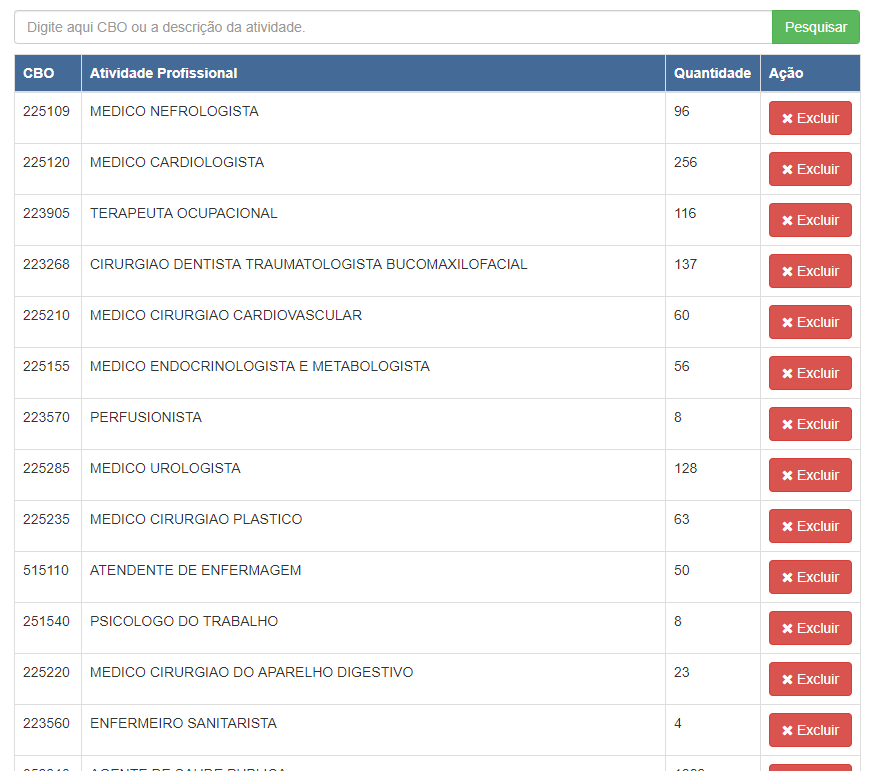 Digite aqui CBO ou a descrição da atividade. Pesquisar
CBO Atividade Profissional Quantidade Ação
225109 MEDICO NEFROLOGISTA 96 Excluir
225120 MEDICO CARDIOLOGISTA 256 Excluir
223905 TERAPEUTA OCUPACIONAL 116 Excluir
223268 CIRURGIAO DENTISTA TRAUMATOLOGISTA BUCOMAXILOFACIAL 137 Excluir
225210 MEDICO CIRURGIAO CARDIOVASCULAR 60 Excluir
225155 MEDICO ENDOCRINOLOGISTA E METABOLOGISTA 56 Excluir
223570 PERFUSIONISTA 8 Excluir
225285 MEDICO UROLOGISTA 128 Excluir
225235 MEDICO CIRURGIAO PLASTICO 63 Excluir
515110 ATENDENTE DE ENFERMAGEM 50 Excluir
251540 PSICOLOGO DO TRABALHO 8 Excluir
225220 MEDICO CIRURGIAO DO APARELHO DIGESTIVO 23 Excluir
223560 ENFERMEIRO SANITARISTA 4 Excluir
AGENTE DE SAUDE PUBLICA